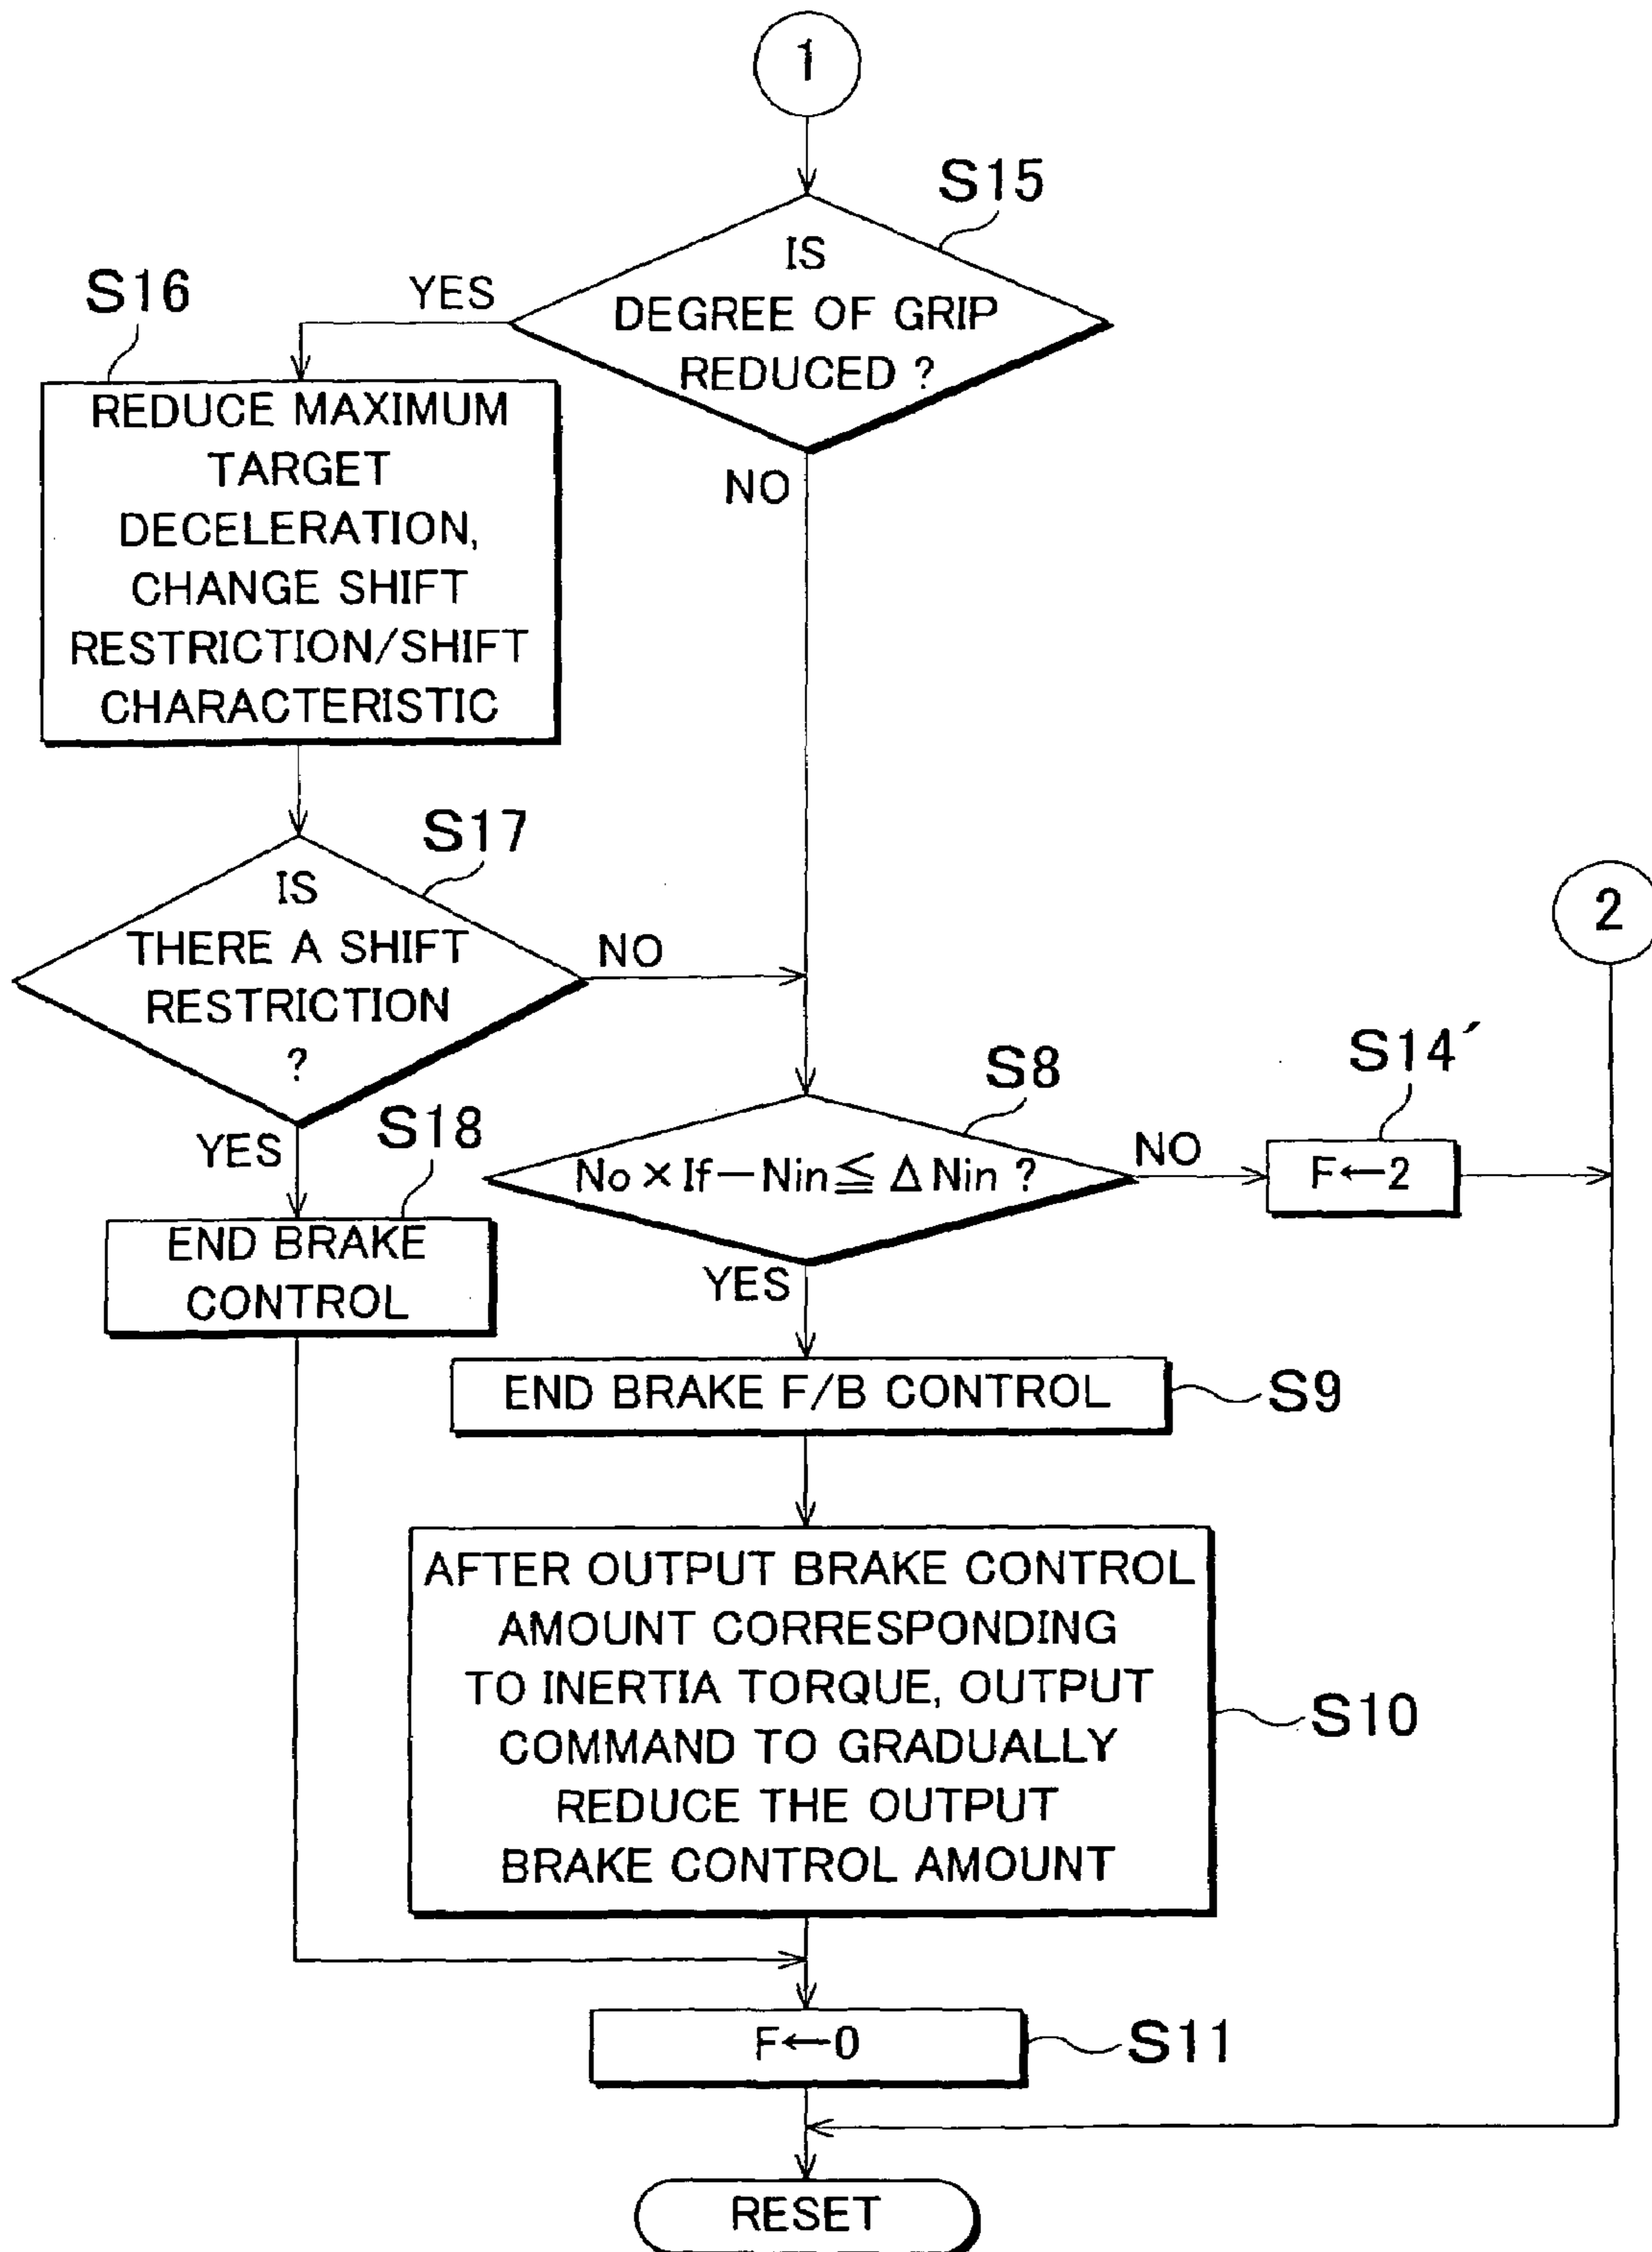 1
S15
IS
DEGREE OF GRIP
REDUCED ?
YES
NO
S16
REDUCE MAXIMUM
TARGET
DECELERATION,
CHANGE SHIFT
RESTRICTION/SHIFT
CHARACTERISTIC
S17
IS
THERE A SHIFT
RESTRICTION
?
NO
YES
2
S18
END BRAKE
CONTROL
S8
No × If − Nin ≦ Δ Nin ?
NO
YES
S14´
F←2
END BRAKE F/B CONTROL
S9
AFTER OUTPUT BRAKE CONTROL
AMOUNT CORRESPONDING
TO INERTIA TORQUE, OUTPUT
COMMAND TO GRADUALLY
REDUCE THE OUTPUT
BRAKE CONTROL AMOUNT
S10
F←0
S11
RESET